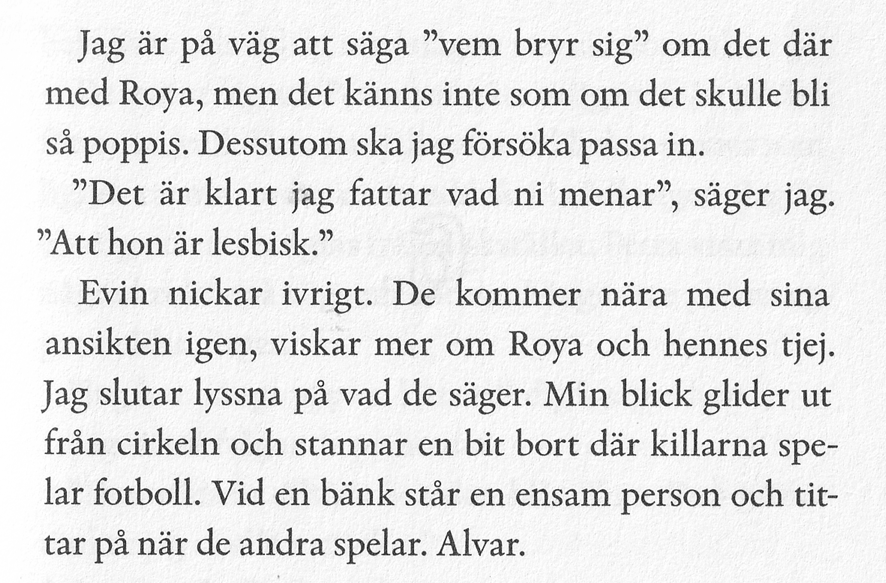 Jag är på väg att säga ”vem bryr sig” om det där
med Roya, men det känns inte som om det skulle bli
så poppis. Dessutom ska jag försöka passa in.
”Det är klart jag fattar vad ni menar”, säger jag.
”Att hon är lesbisk.”
Evin nickar ivrigt. De kommer nära med sina
ansikten igen, viskar mer om Roya och hennes tjej.
Jag slutar lyssna på vad de säger. Min blick glider ut
från cirkeln och stannar en bit bort där killarna spe-
lar fotboll. Vid en bänk står en ensam person och tit-
tar på när de andra spelar. Alvar.